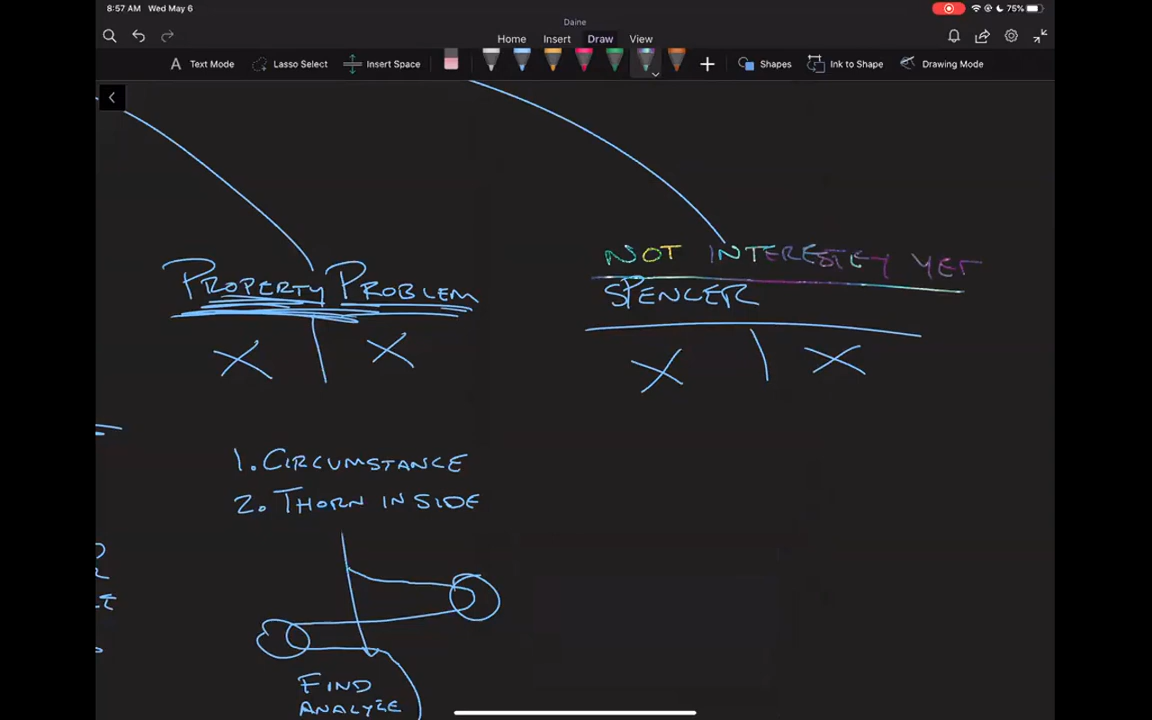 8:57 AM Wed May 6
75%
Daine
Home Insert Draw View
Text Mode Lasso Select Insert Space Shapes Ink to Shape Drawing Mode
NOT YET
PROPERTY PROBLEM
SPENCER
X X
X X
1. CIRCUMSTANCE
2. THORN IN SIDE
FIND
ANALYZE